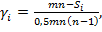 γᵢ = (mn−Sᵢ)/(0,5mn(n−1)),